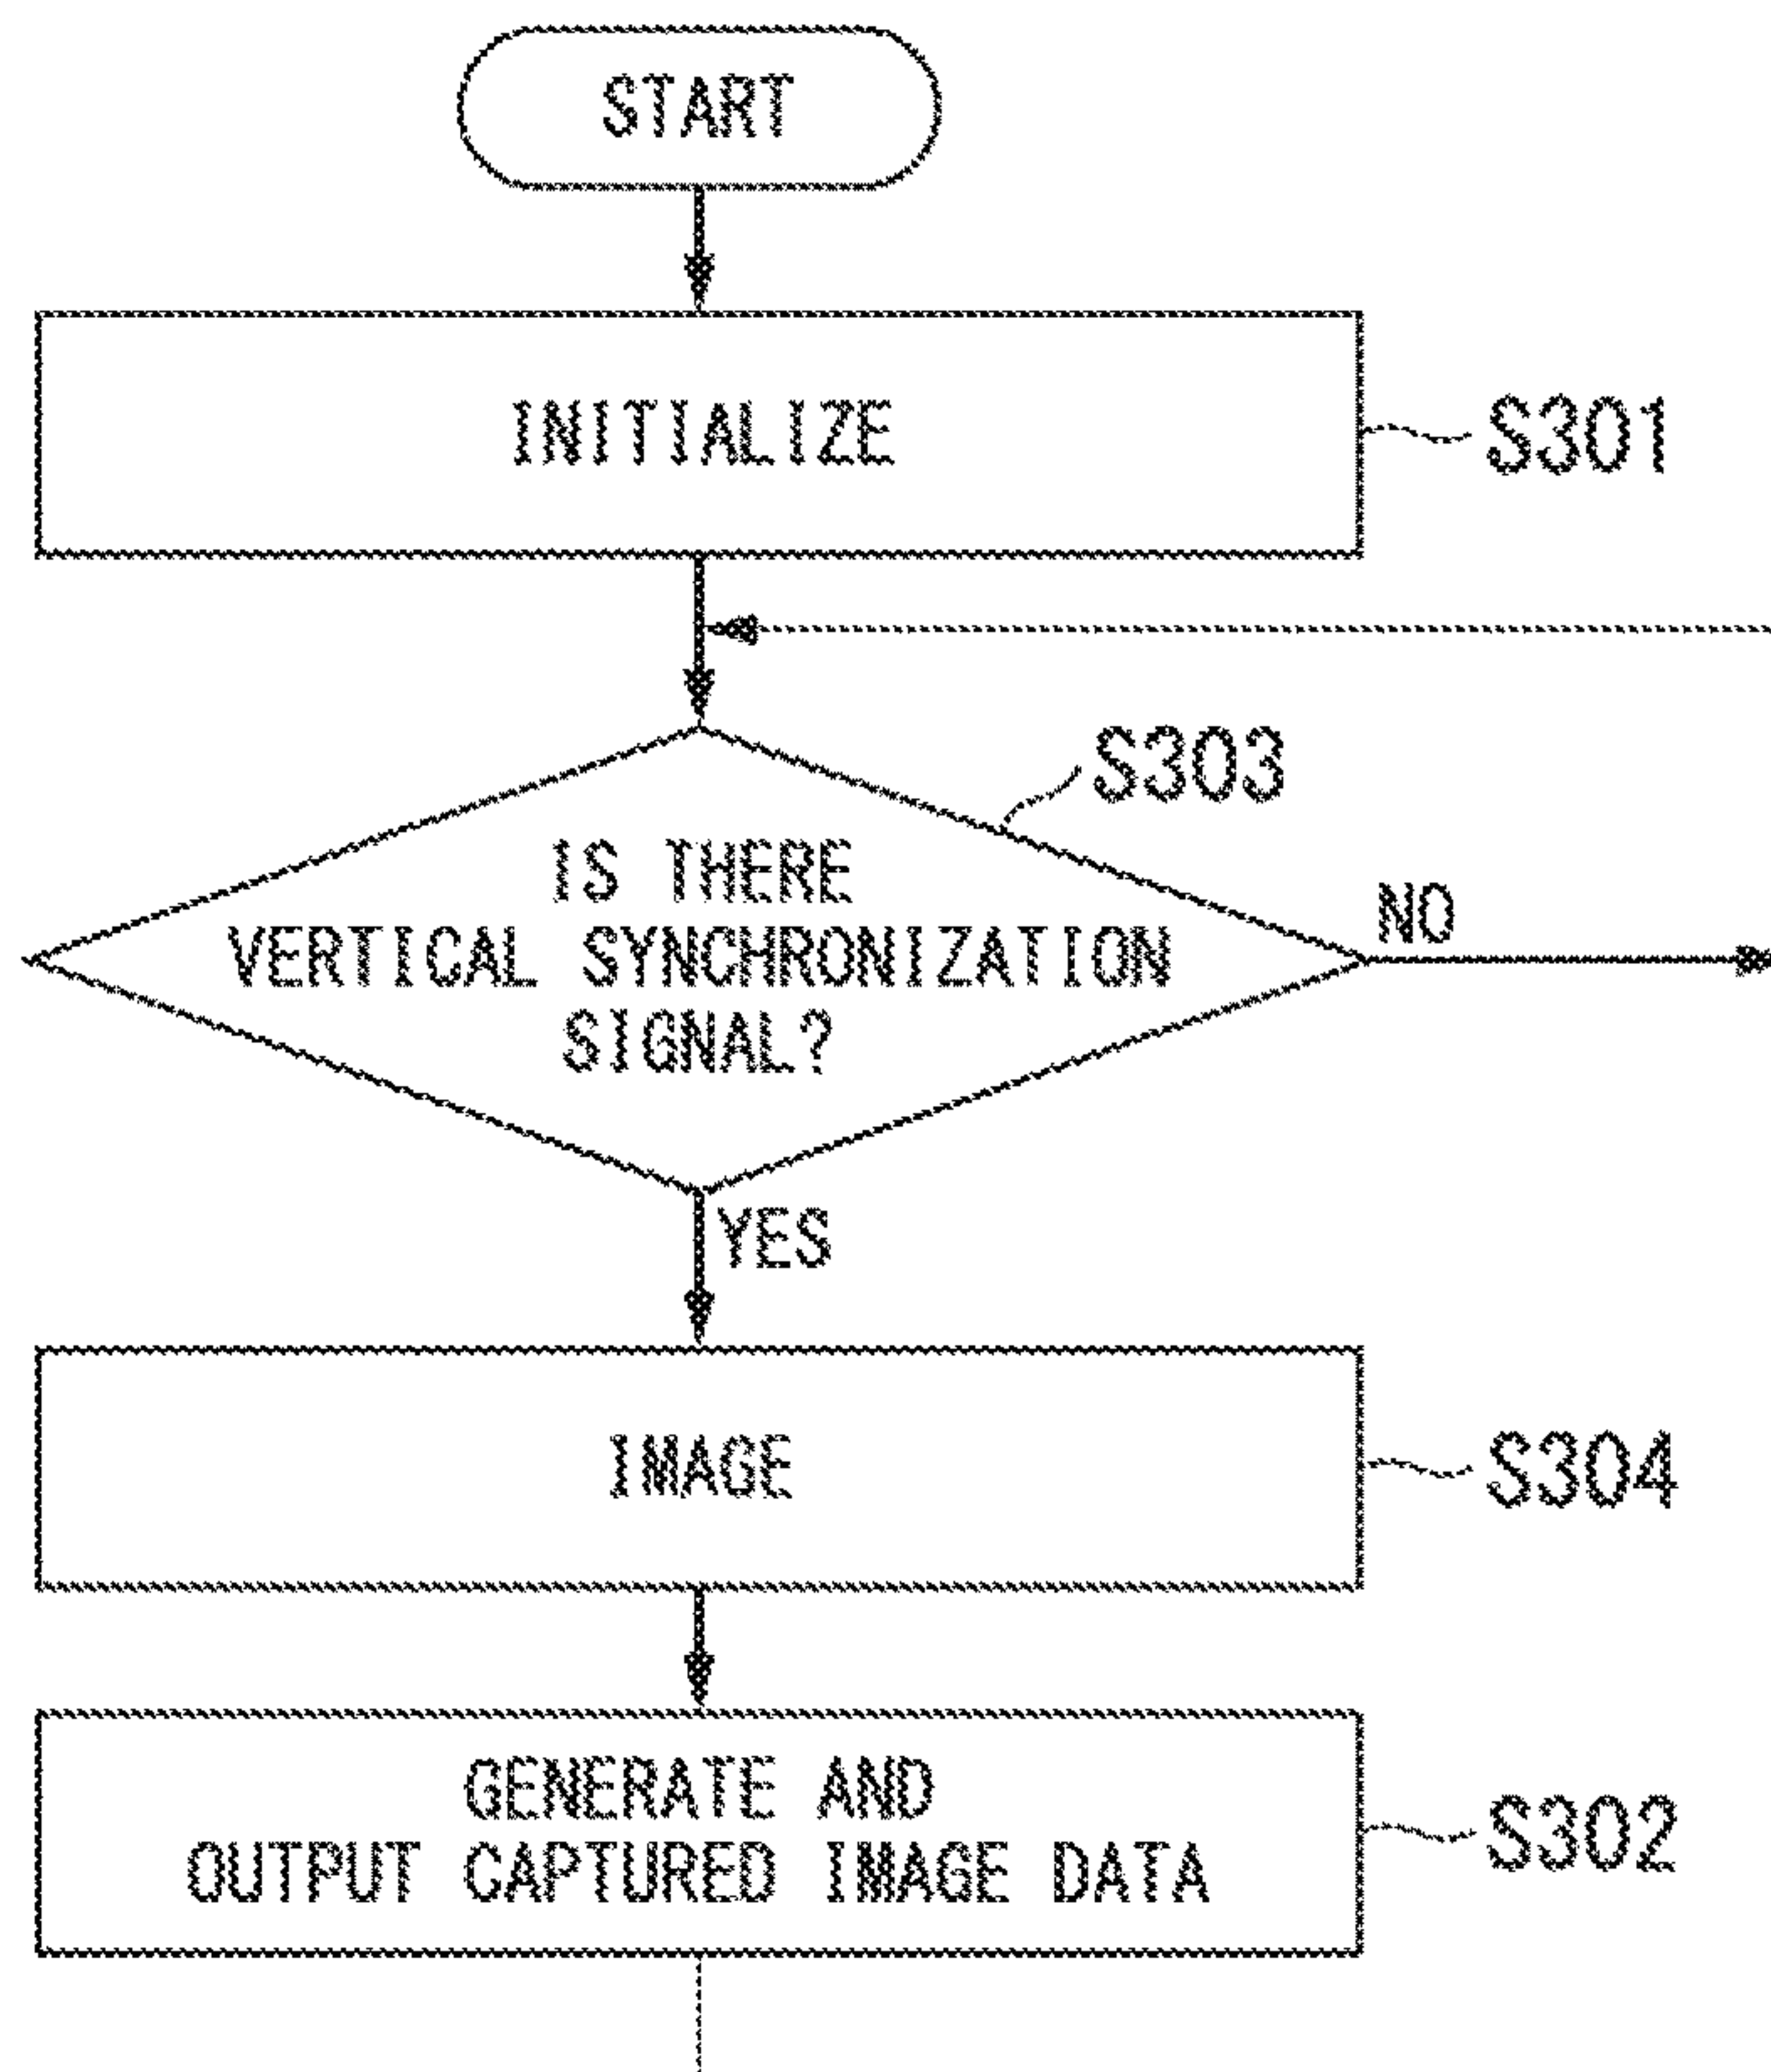 START
INITIALIZE
S301
S303
IS THERE
VERTICAL SYNCHRONIZATION
SIGNAL?
NO
YES
IMAGE
S304
GENERATE AND
OUTPUT CAPTURED IMAGE DATA
S302